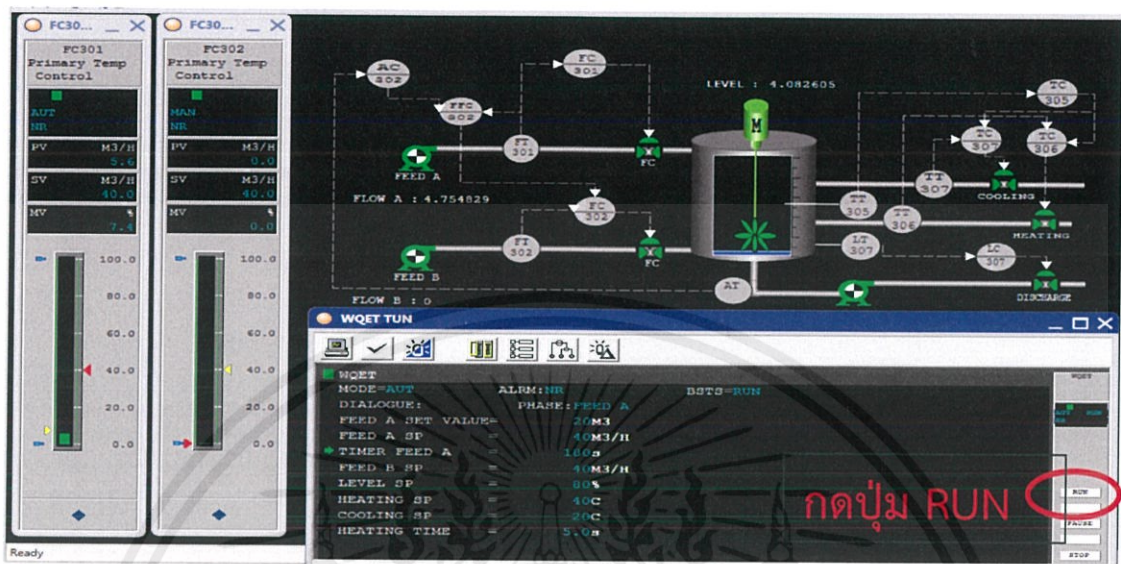 FC30...
FC301
Primary Temp
Control
AUT
NR
PV M3/H
5.6
SV M3/H
40.0
MV %
7.4
100.0
80.0
60.0
40.0
20.0
0.0
Ready
FC30...
FC302
Primary Temp
Control
MAN
NR
PV M3/H
0.0
SV M3/H
40.0
MV %
0.0
100.0
80.0
60.0
40.0
20.0
0.0
AC
302
FC
301
FFC
302
FT
301
FEED A
FC
FLOW A : 4.754829
FC
302
FT
302
FEED B
FC
FLOW B : 0
LEVEL : 4.082605
M
TC
305
TC
307
TC
306
TT
307
COOLING
TT
305
TT
306
HEATING
LT
307
LC
307
AT
DISCHARGE
WQET TUN
WQET
MODE=AUT ALRM:NR BSTS=RUN
DIALOGUE: PHASE:FEED A
FEED A SET VALUE= 20M3
FEED A SP = 40M3/H
TIMER FEED A = 180s
FEED B SP = 40M3/H
LEVEL SP = 80%
HEATING SP = 40C
COOLING SP = 20C
HEATING TIME = 5.0s
WQET
AUT RUN
NR
RUN
PAUSE
STOP
กดปุ่ม RUN